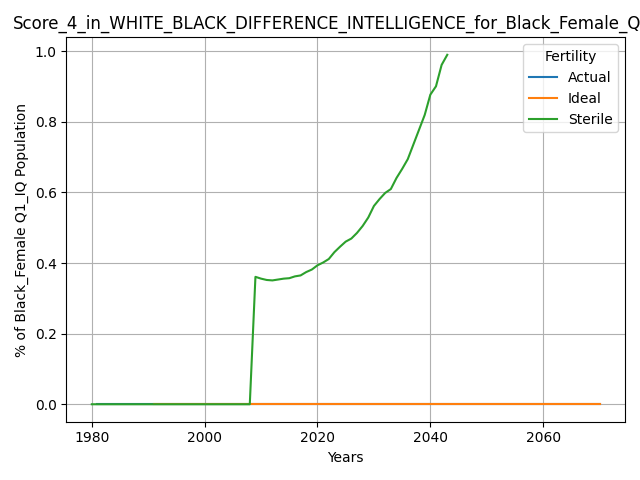 Score_4_in_WHITE_BLACK_DIFFERENCE_INTELLIGENCE_for_Black_Female_Q
Fertility
Actual
Ideal
Sterile
% of Black_Female Q1_IQ Population
1.0
0.8
0.6
0.4
0.2
0.0
1980 2000 2020 2040 2060
Years